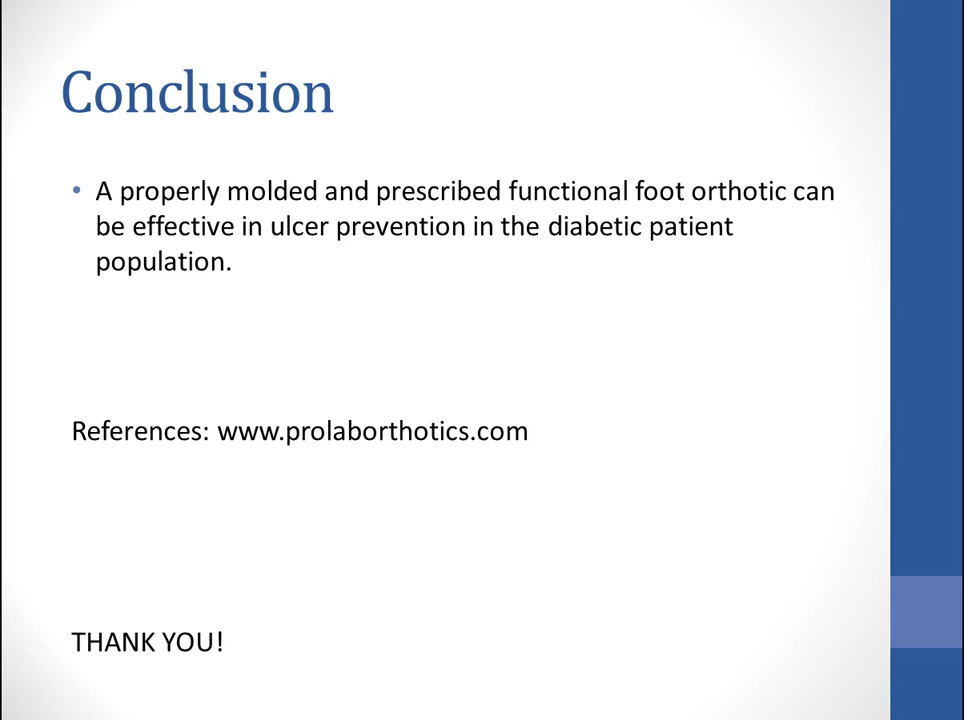 Conclusion
• A properly molded and prescribed functional foot orthotic can
be effective in ulcer prevention in the diabetic patient
population.
References: www.prolaborthotics.com
THANK YOU!